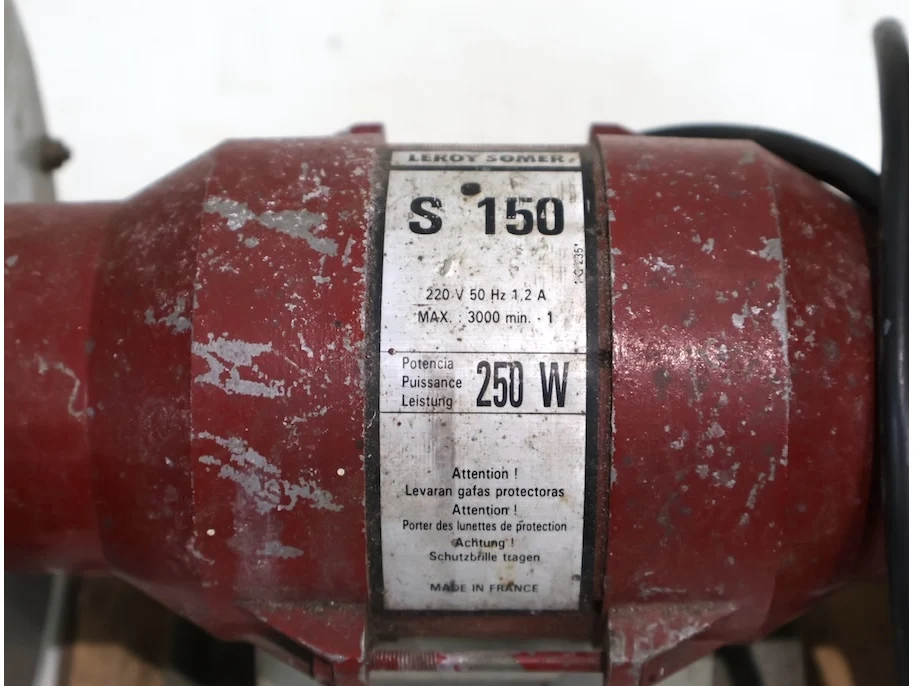 LEROY SOMER
S 150
220 V 50 Hz 1,2 A
MAX. : 3000 min. - 1
Potencia
Puissance
Leistung
250 W
Attention !
Levaran gafas protectoras
Attention !
Porter des lunettes de protection
Achtung !
Schutzbrille tragen
MADE IN FRANCE